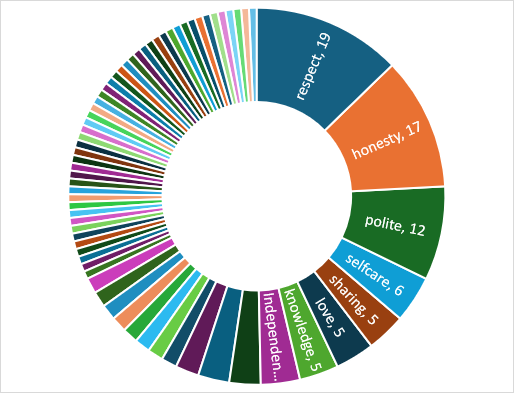 respect, 19
honesty, 17
polite, 12
selfcare, 6
sharing, 5
love, 5
knowledge, 5
Independen...